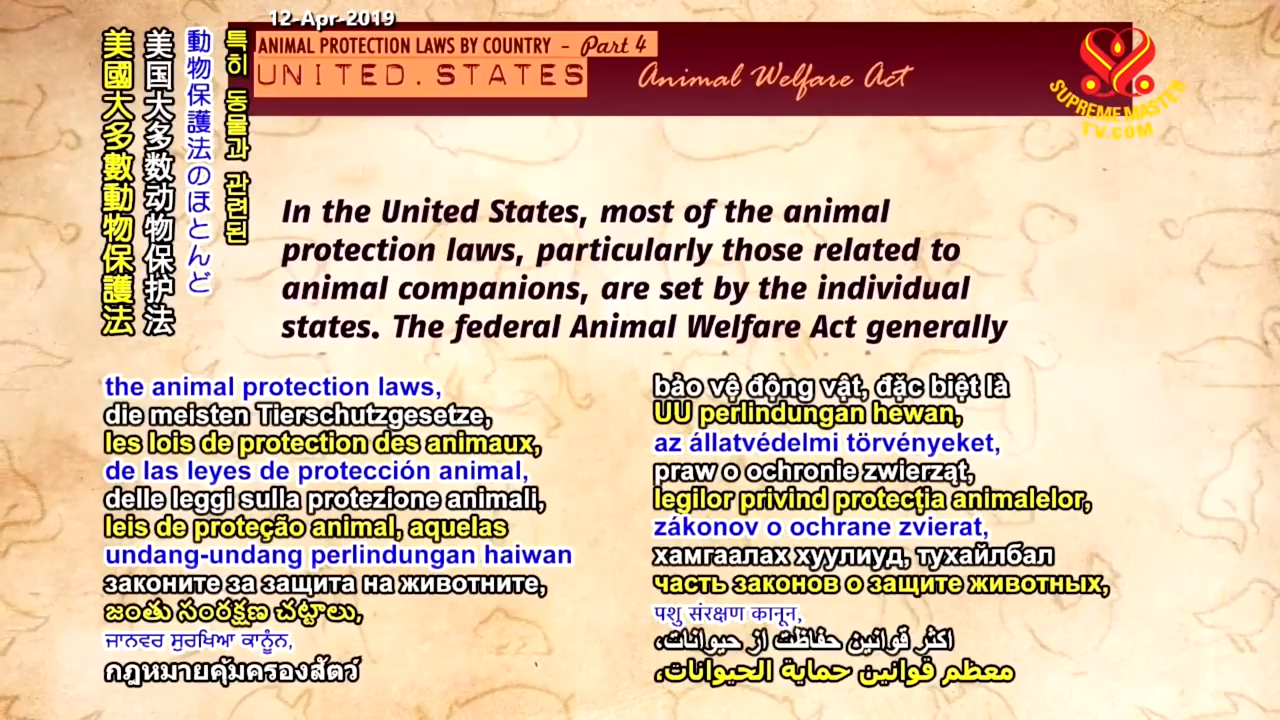 12-Apr-2019
ANIMAL PROTECTION LAWS BY COUNTRY - Part 4
UNITED.STATES
Animal Welfare Act
SUPREME MASTER
TV.COM
美國大多數動物保護法
美国大多数动物保护法
動物保護法のほとんど
특히 동물과 관련된
In the United States, most of the animal
protection laws, particularly those related to
animal companions, are set by the individual
states. The federal Animal Welfare Act generally
the animal protection laws,
die meisten Tierschutzgesetze,
les lois de protection des animaux,
de las leyes de protección animal,
delle leggi sulla protezione animali,
leis de proteção animal, aquelas
undang-undang perlindungan haiwan
законите за защита на животните,
జంతు సంరక్షణ చట్టాలు,
ਜਾਨਵਰ ਸੁਰਖਿਆ ਕਾਨੂੰਨ,
กฎหมายคุ้มครองสัตว์
bảo vệ động vật, đặc biệt là
UU perlindungan hewan,
az állatvédelmi törvényeket,
praw o ochronie zwierząt,
legilor privind protecția animalelor,
zákonov o ochrane zvierat,
хамгаалах хуулиуд, тухайлбал
часть законов о защите животных,
पशु संरक्षण कानून,
اکثر قوانین حفاظت از حیوانات،
معظم قوانين حماية الحيوانات،